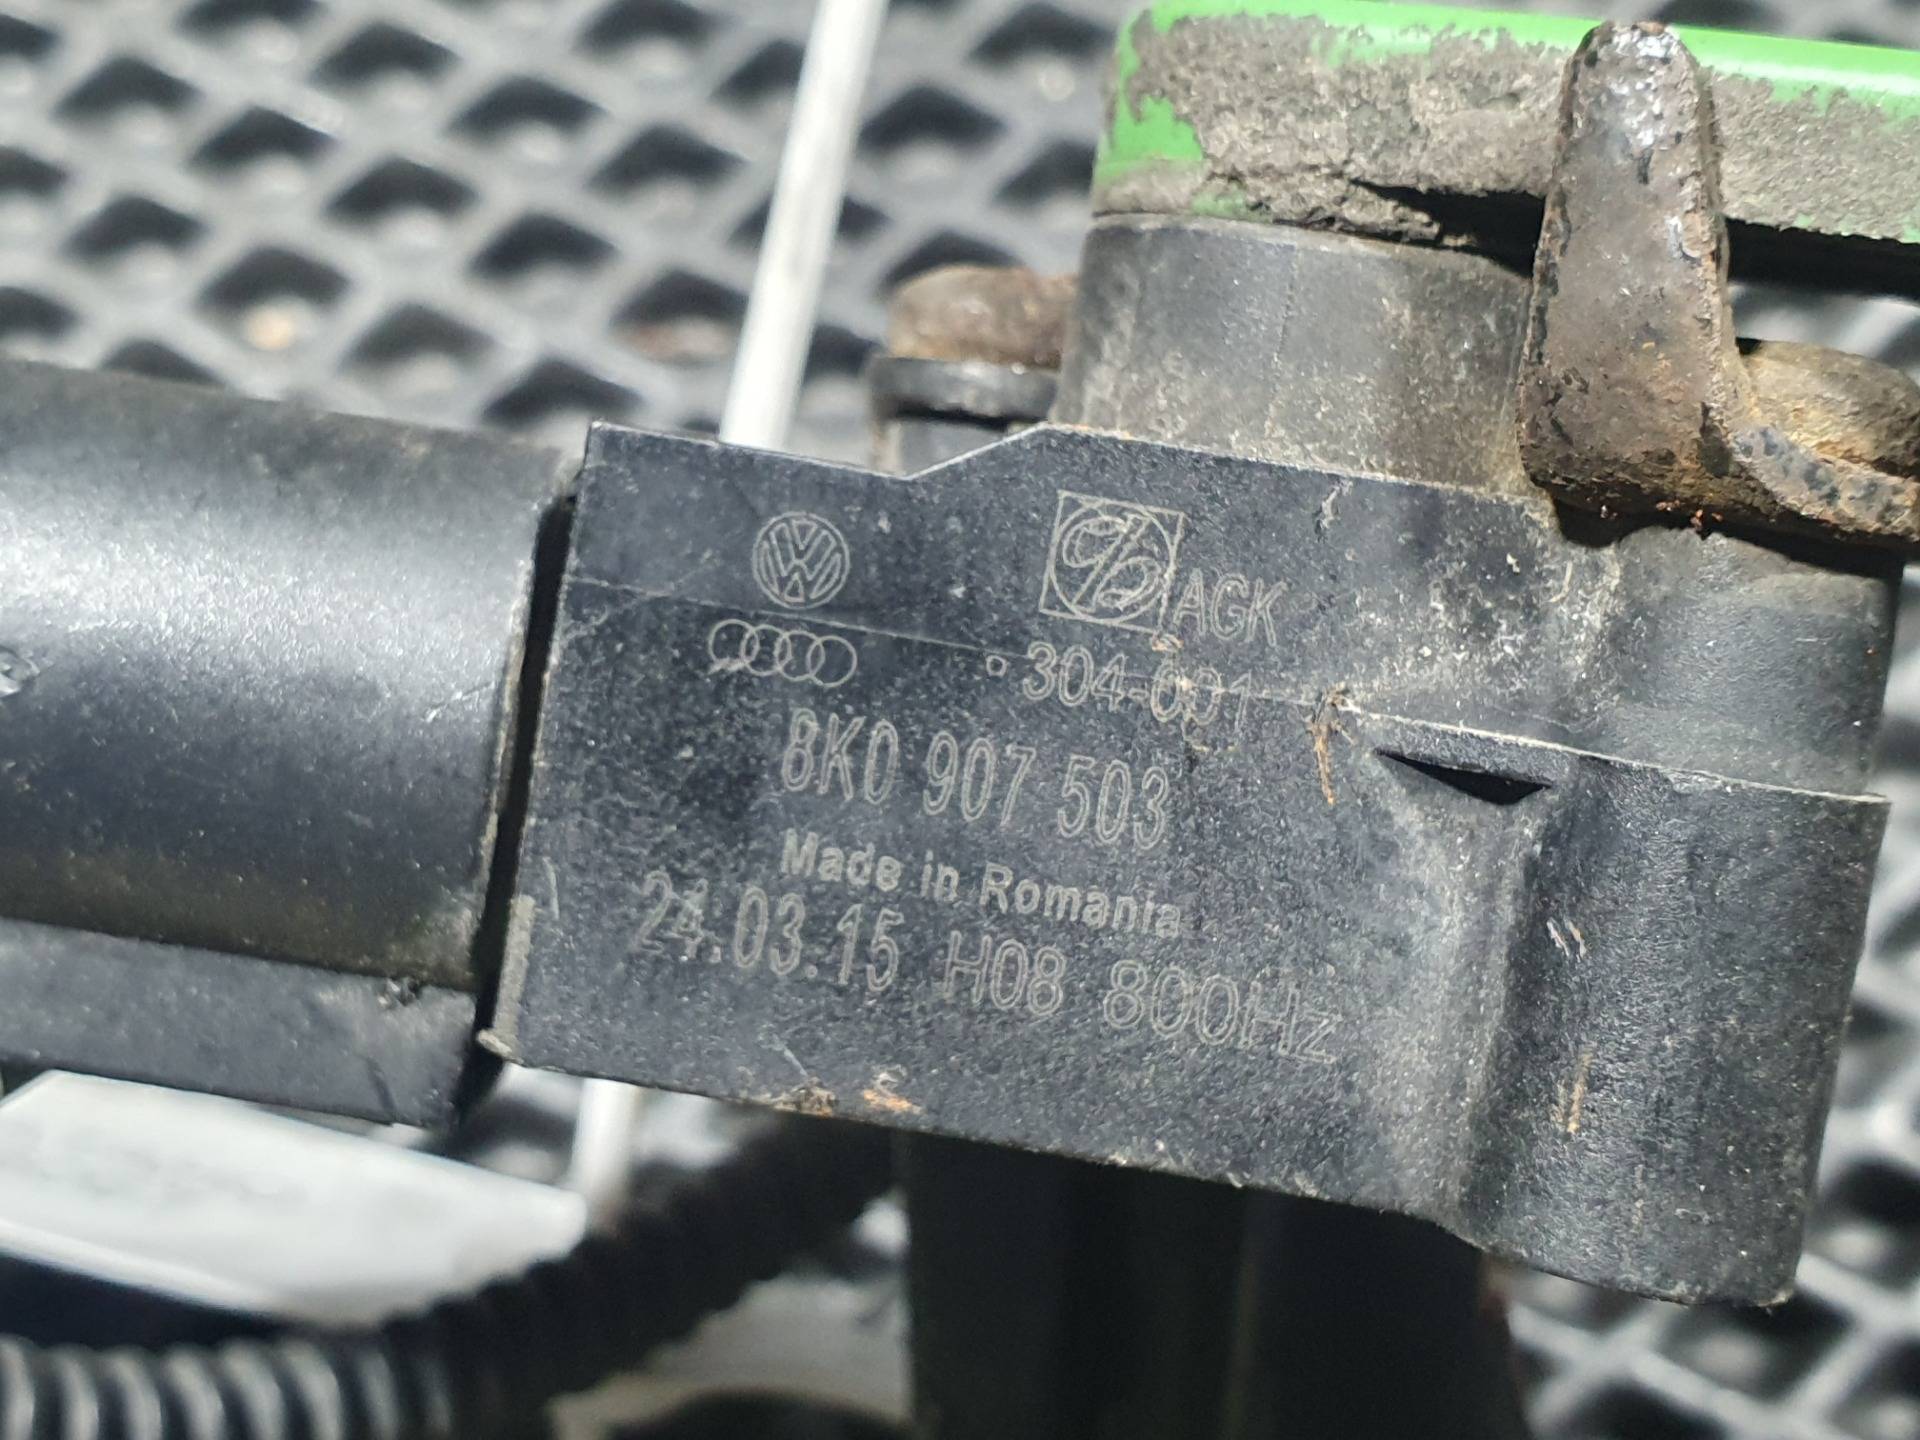 AGK
304-001
8K0 907 503
Made in Romania
24.03.15 H08 800Hz